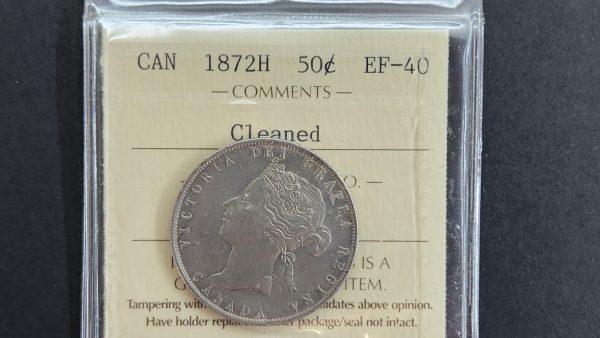 CAN 1872H 50¢ EF-40
— COMMENTS —
Cleaned
VICTORIA DEI GRATIA REGINA
CANADA
IS A
ITEM.
Tampering with
above opinion.
Have holder
package/seal not intact.